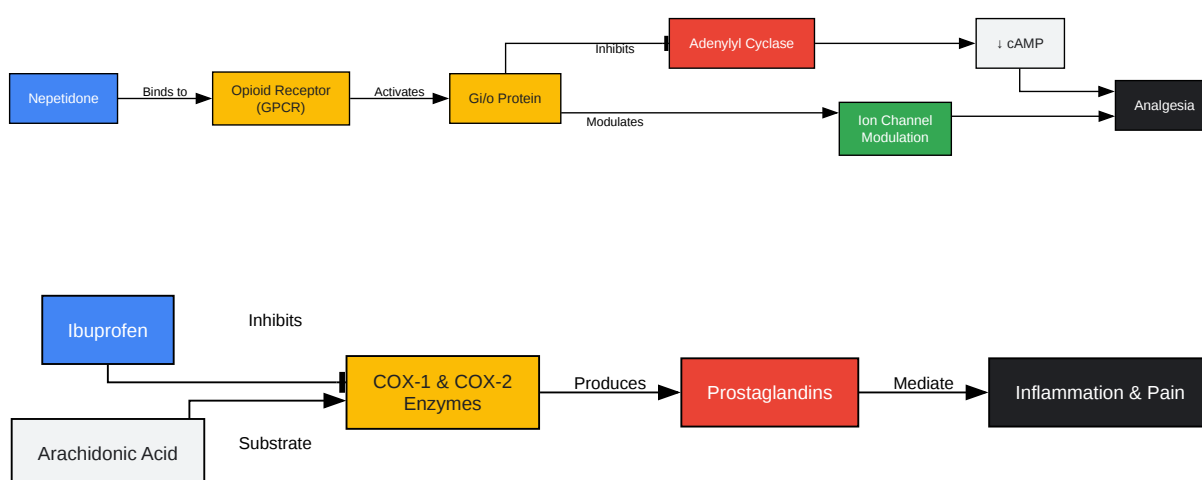 Nepetidone
Binds to
Opioid Receptor
(GPCR)
Activates
Gi/o Protein
Inhibits
Adenylyl Cyclase
↓ cAMP
Modulates
Ion Channel
Modulation
Analgesia
Ibuprofen
Inhibits
Arachidonic Acid
Substrate
COX-1 & COX-2
Enzymes
Produces
Prostaglandins
Mediate
Inflammation & Pain